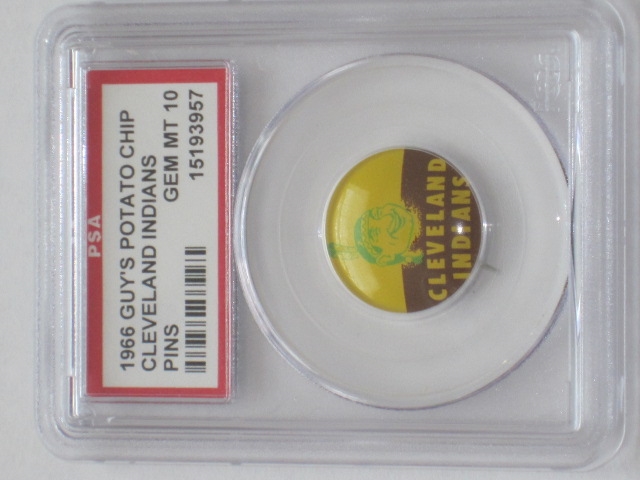 PSA
1966 GUY'S POTATO CHIP
CLEVELAND INDIANS
PINS GEM MT 10
15193957
CLEVELAND
INDIANS